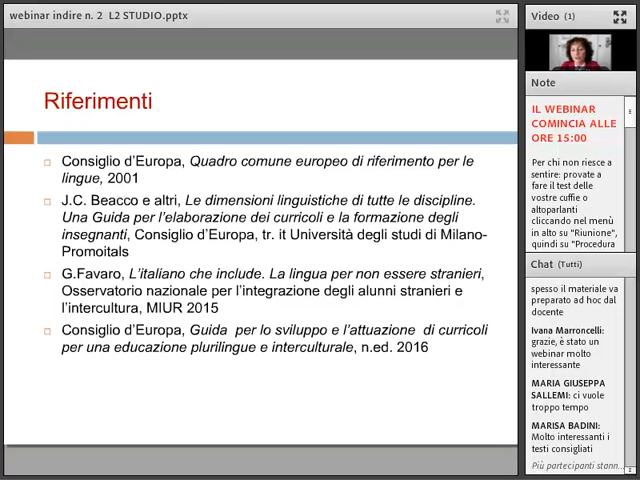 webinar indire n. 2  L2 STUDIO.pptx
Riferimenti
Consiglio d'Europa, Quadro comune europeo di riferimento per le
lingue, 2001
J.C. Beacco e altri, Le dimensioni linguistiche di tutte le discipline.
Una Guida per l'elaborazione dei curricoli e la formazione degli
insegnanti, Consiglio d'Europa, tr. it Università degli studi di Milano-
Promoitals
G.Favaro, L'italiano che include. La lingua per non essere stranieri,
Osservatorio nazionale per l'integrazione degli alunni stranieri e
l'intercultura, MIUR 2015
Consiglio d'Europa, Guida  per lo sviluppo e l'attuazione  di curricoli
per una educazione plurilingue e interculturale, n.ed. 2016
Video (1)
Note
IL WEBINAR
COMINCIA ALLE
ORE 15:00
Per chi non riesce a
sentire: provate a
fare il test delle
vostre cuffie o
altoparlanti
cliccando nel menù
in alto su "Riunione",
quindi su "Procedura
Chat (Tutti)
spesso il materiale va
preparato ad hoc dal
docente
Ivana Marroncelli:
grazie, è stato un
webinar molto
interessante
MARIA GIUSEPPA
SALLEMI: ci vuole
troppo tempo
MARISA BADINI:
Molto interessanti i
testi consigliati
Più partecipanti stann...